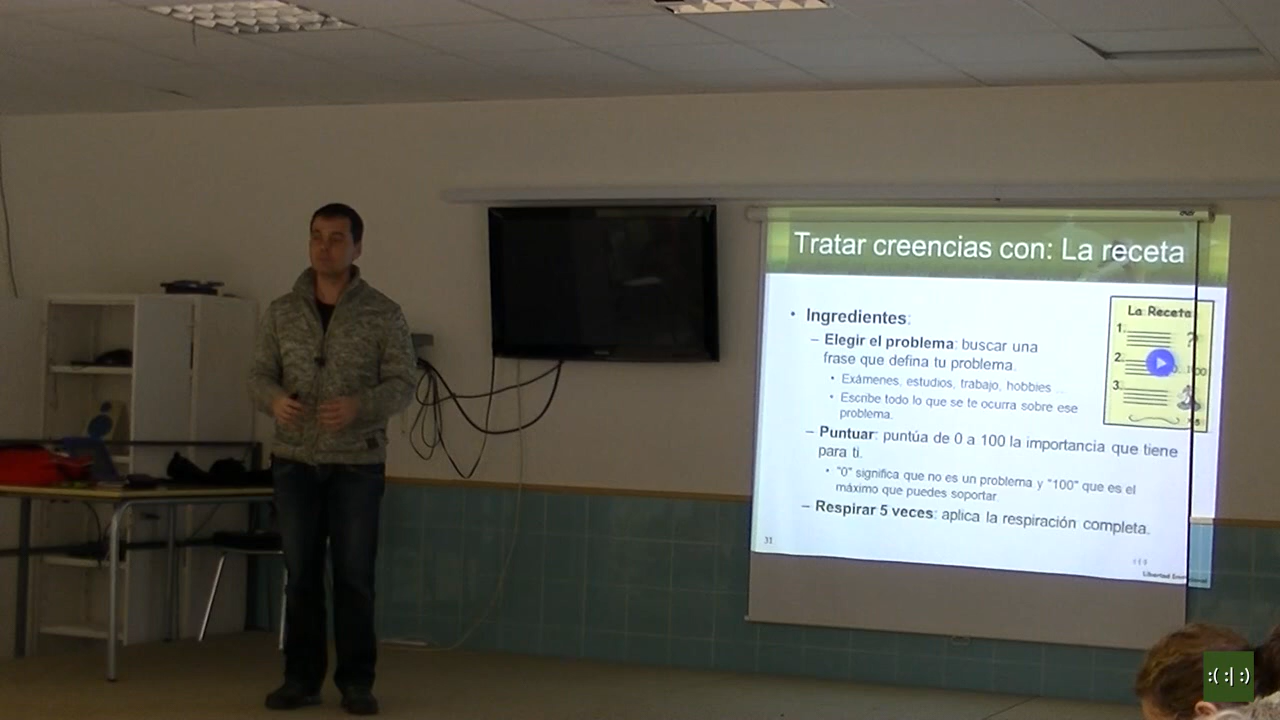 Tratar creencias con: La receta
• Ingredientes:
– Elegir el problema: buscar una
frase que defina tu problema.
• Exámenes, estudios, trabajo, hobbies...
• Escribe todo lo que se te ocurra sobre ese
problema.
– Puntuar: puntúa de 0 a 100 la importancia que tiene
para ti.
• "0" significa que no es un problema y "100" que es el
máximo que puedes soportar
– Respirar 5 veces: aplica la respiración completa.
La Receta
1.
2.
3.
31
Libertad
:( :| :)